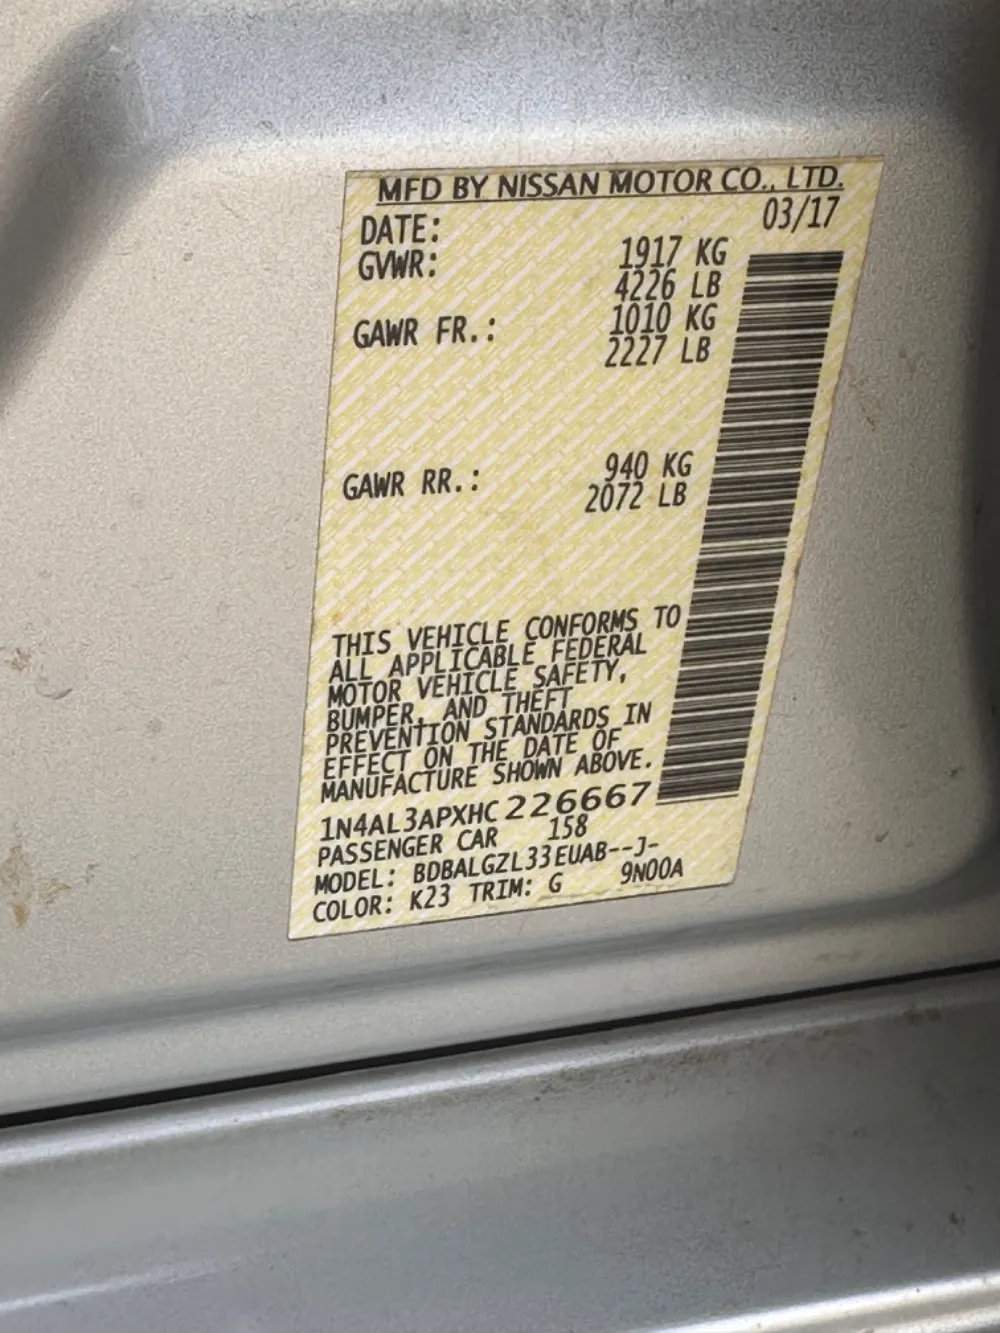 MFD BY NISSAN MOTOR CO., LTD.
DATE: 03/17
GVWR: 1917 KG
4226 LB
GAWR FR.: 1010 KG
2227 LB
GAWR RR.: 940 KG
2072 LB
THIS VEHICLE CONFORMS TO
ALL APPLICABLE FEDERAL
MOTOR VEHICLE SAFETY,
BUMPER, AND THEFT
PREVENTION STANDARDS IN
EFFECT ON THE DATE OF
MANUFACTURE SHOWN ABOVE.
1N4AL3APXHC226667
PASSENGER CAR 158
MODEL: BDBALGZL33EUAB--J-
COLOR: K23 TRIM: G 9N00A